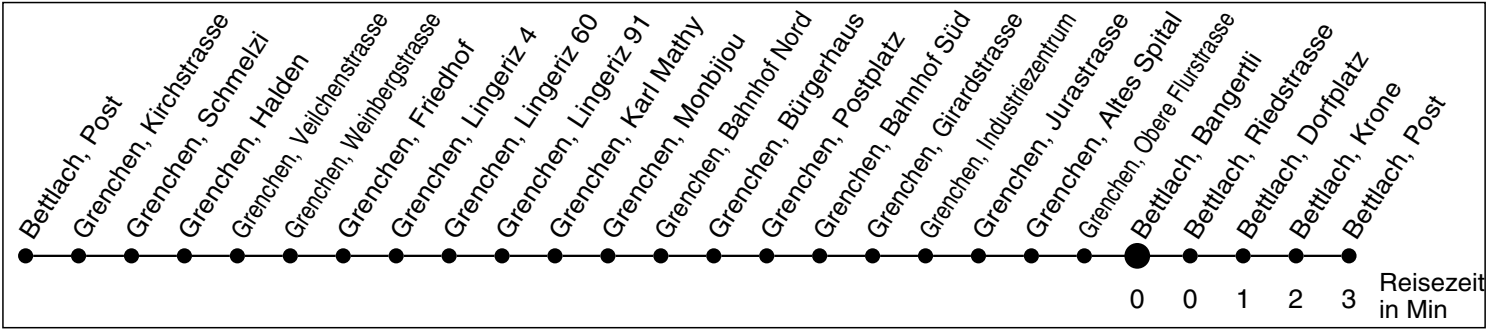 Bettlach, Post
Grenchen, Kirchstrasse
Grenchen, Schmelzi
Grenchen, Halden
Grenchen, Veilchenstrasse
Grenchen, Weinbergstrasse
Grenchen, Friedhof
Grenchen, Lingeriz 4
Grenchen, Lingeriz 60
Grenchen, Lingeriz 91
Grenchen, Karl Mathy
Grenchen, Monbijou
Grenchen, Bahnhof Nord
Grenchen, Bürgerhaus
Grenchen, Postplatz
Grenchen, Bahnhof Süd
Grenchen, Girardstrasse
Grenchen, Industriezentrum
Grenchen, Jurastrasse
Grenchen, Altes Spital
Grenchen, Obere Flurstrasse
Bettlach, Bangertli
Bettlach, Riedstrasse
Bettlach, Dorfplatz
Bettlach, Krone
Bettlach, Post
0 0 1 2 3 Reisezeit
in Min